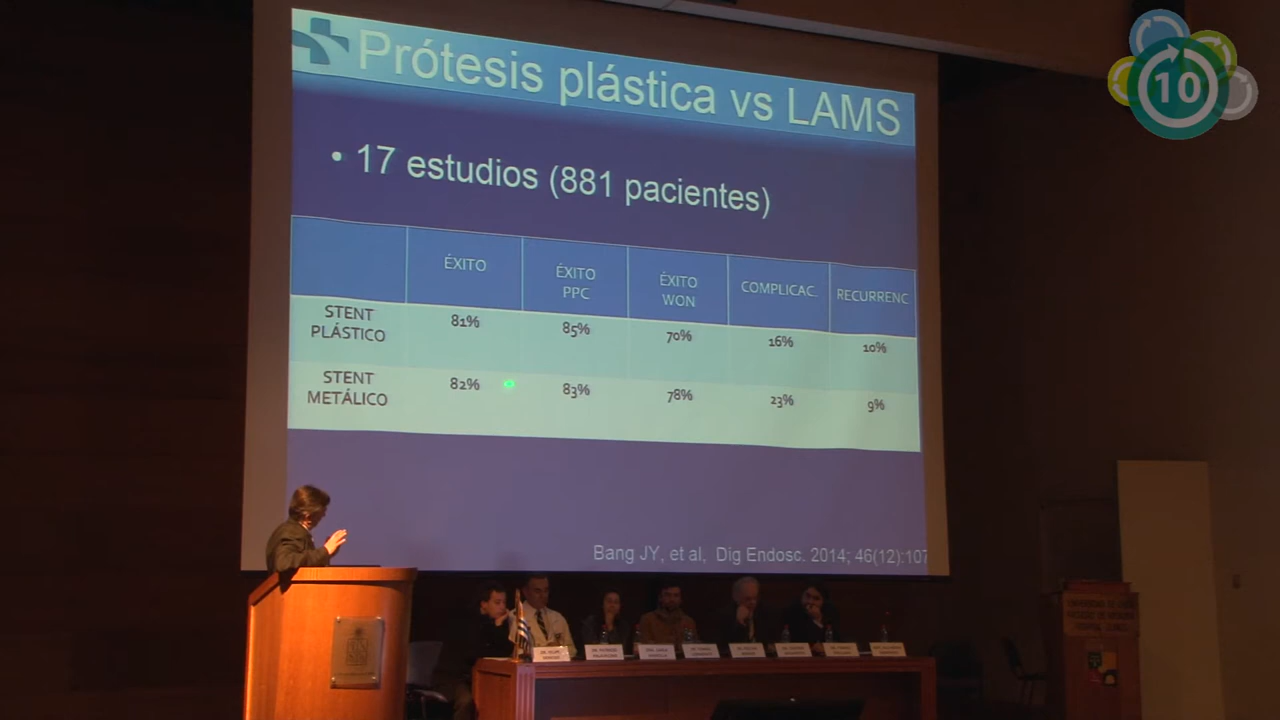 10
Prótesis plástica vs LAMS
• 17 estudios (881 pacientes)
ÉXITO ÉXITO PPC ÉXITO WON COMPLICAC. RECURRENC
STENT PLÁSTICO 81% 85% 70% 16% 10%
STENT METÁLICO 82% 83% 78% 23% 9%
Bang JY, et al, Dig Endosc. 2014; 46(12):107